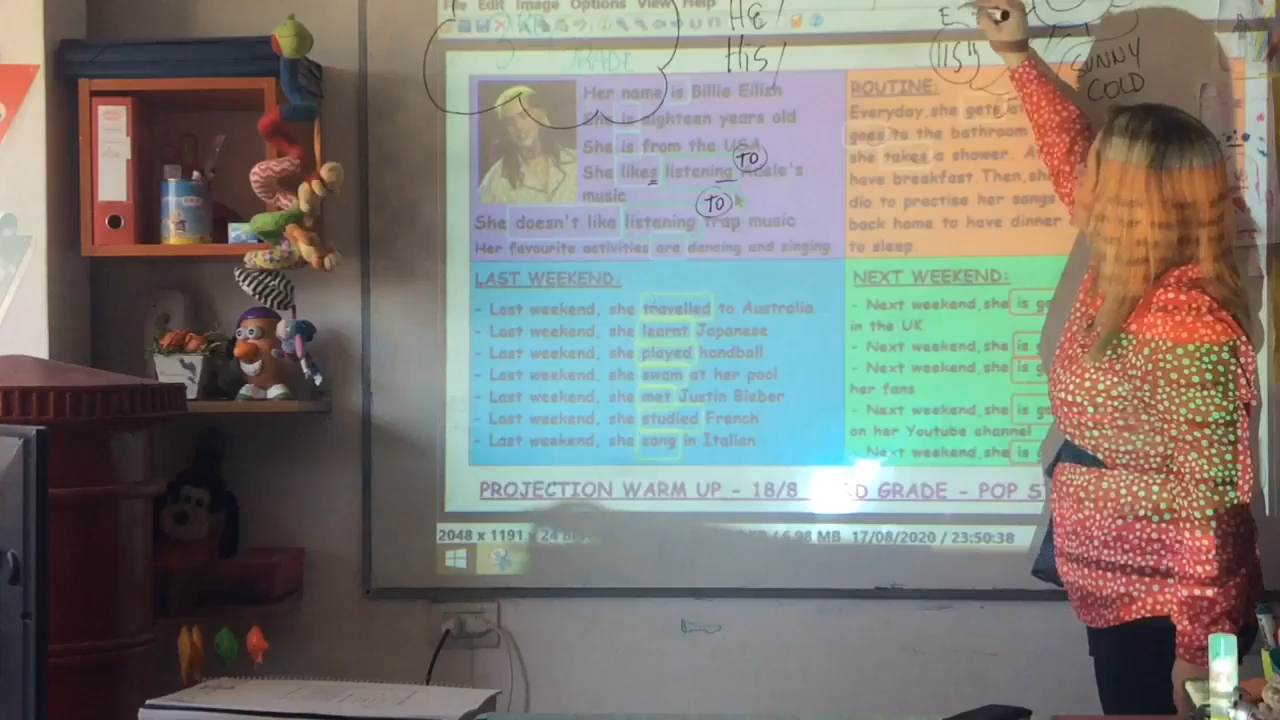 File Edit Image Options View Help
HE/
His/
GRADE
SUNNY
COLD
Her name is Billie Eilish
She is eighteen years old
She is from the USA
TO
She likes listening Adele's
music
TO
She doesn't like listening trap music
Her favourite activities are dancing and singing
ROUTINE:
Everyday, she gets
goes to the bathroom
she takes a shower.
have breakfast. Then, she
dio to practise her songs
back home to have dinner
to sleep.
LAST WEEKEND:
- Last weekend, she travelled to Australia
- Last weekend, she learnt Japanese
- Last weekend, she played handball
- Last weekend, she swam at her pool
- Last weekend, she met Justin Bieber
- Last weekend, she studied French
- Last weekend, she sang in Italian
NEXT WEEKEND:
- Next weekend, she is
in the UK
- Next weekend, she is
- Next weekend, she is
her fans
- Next weekend, she is
on her Youtube channel
- Next weekend, she is
PROJECTION WARM UP - 18/8 GRADE - POP
2048 x 1191 x 24 6.98 MB 17/08/2020 / 23:50:38